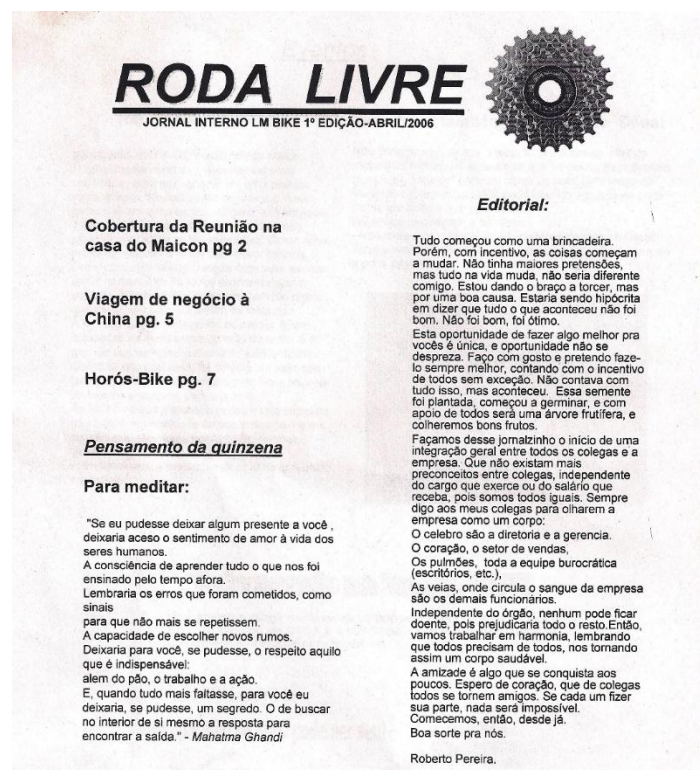 RODA LIVRE
JORNAL INTERNO LM BIKE 1º EDIÇÃO-ABRIL/2006
Cobertura da Reunião na
casa do Maicon pg 2
Viagem de negócio à
China pg. 5
Horós-Bike pg. 7
Pensamento da quinzena
Para meditar:
"Se eu pudesse deixar algum presente a você ,
deixaria aceso o sentimento de amor à vida dos
seres humanos.
A consciência de aprender tudo o que nos foi
ensinado pelo tempo afora.
Lembraria os erros que foram cometidos, como
sinais
para que não mais se repetissem.
A capacidade de escolher novos rumos.
Deixaria para você, se pudesse, o respeito aquilo
que é indispensável:
alem do pão, o trabalho e a ação.
E, quando tudo mais faltasse, para você eu
deixaria, se pudesse, um segredo. O de buscar
no interior de si mesmo a resposta para
encontrar a saída." - Mahatma Ghandi
Editorial:
Tudo começou como uma brincadeira.
Porém, com incentivo, as coisas começam
a mudar. Não tinha maiores pretensões,
mas tudo na vida muda, não seria diferente
comigo. Estou dando o braço a torcer, mas
por uma boa causa. Estaria sendo hipócrita
em dizer que tudo o que aconteceu não foi
bom. Não foi bom, foi ótimo.
Esta oportunidade de fazer algo melhor pra
vocês é única, e oportunidade não se
despreza. Faço com gosto e pretendo faze-
lo sempre melhor, contando com o incentivo
de todos sem exceção. Não contava com
tudo isso, mas aconteceu. Essa semente
foi plantada, começou a germinar, e com
apoio de todos será uma árvore frutífera, e
colheremos bons frutos.
Façamos desse jornalzinho o início de uma
integração geral entre todos os colegas e a
empresa. Que não existam mais
preconceitos entre colegas, independente
do cargo que exerce ou do salário que
receba, pois somos todos iguais. Sempre
digo aos meus colegas para olharem a
empresa como um corpo:
O celebro são a diretoria e a gerencia.
O coração, o setor de vendas,
Os pulmões, toda a equipe burocrática
(escritórios, etc.),
As veias, onde circula o sangue da empresa
são os demais funcionários.
Independente do órgão, nenhum pode ficar
doente, pois prejudicaria todo o resto.Então,
vamos trabalhar em harmonia, lembrando
que todos precisam de todos, nos tornando
assim um corpo saudável.
A amizade é algo que se conquista aos
poucos. Espero de coração, que de colegas
todos se tornem amigos. Se cada um fizer
sua parte, nada será impossível.
Comecemos, então, desde já.
Boa sorte pra nós.
Roberto Pereira.